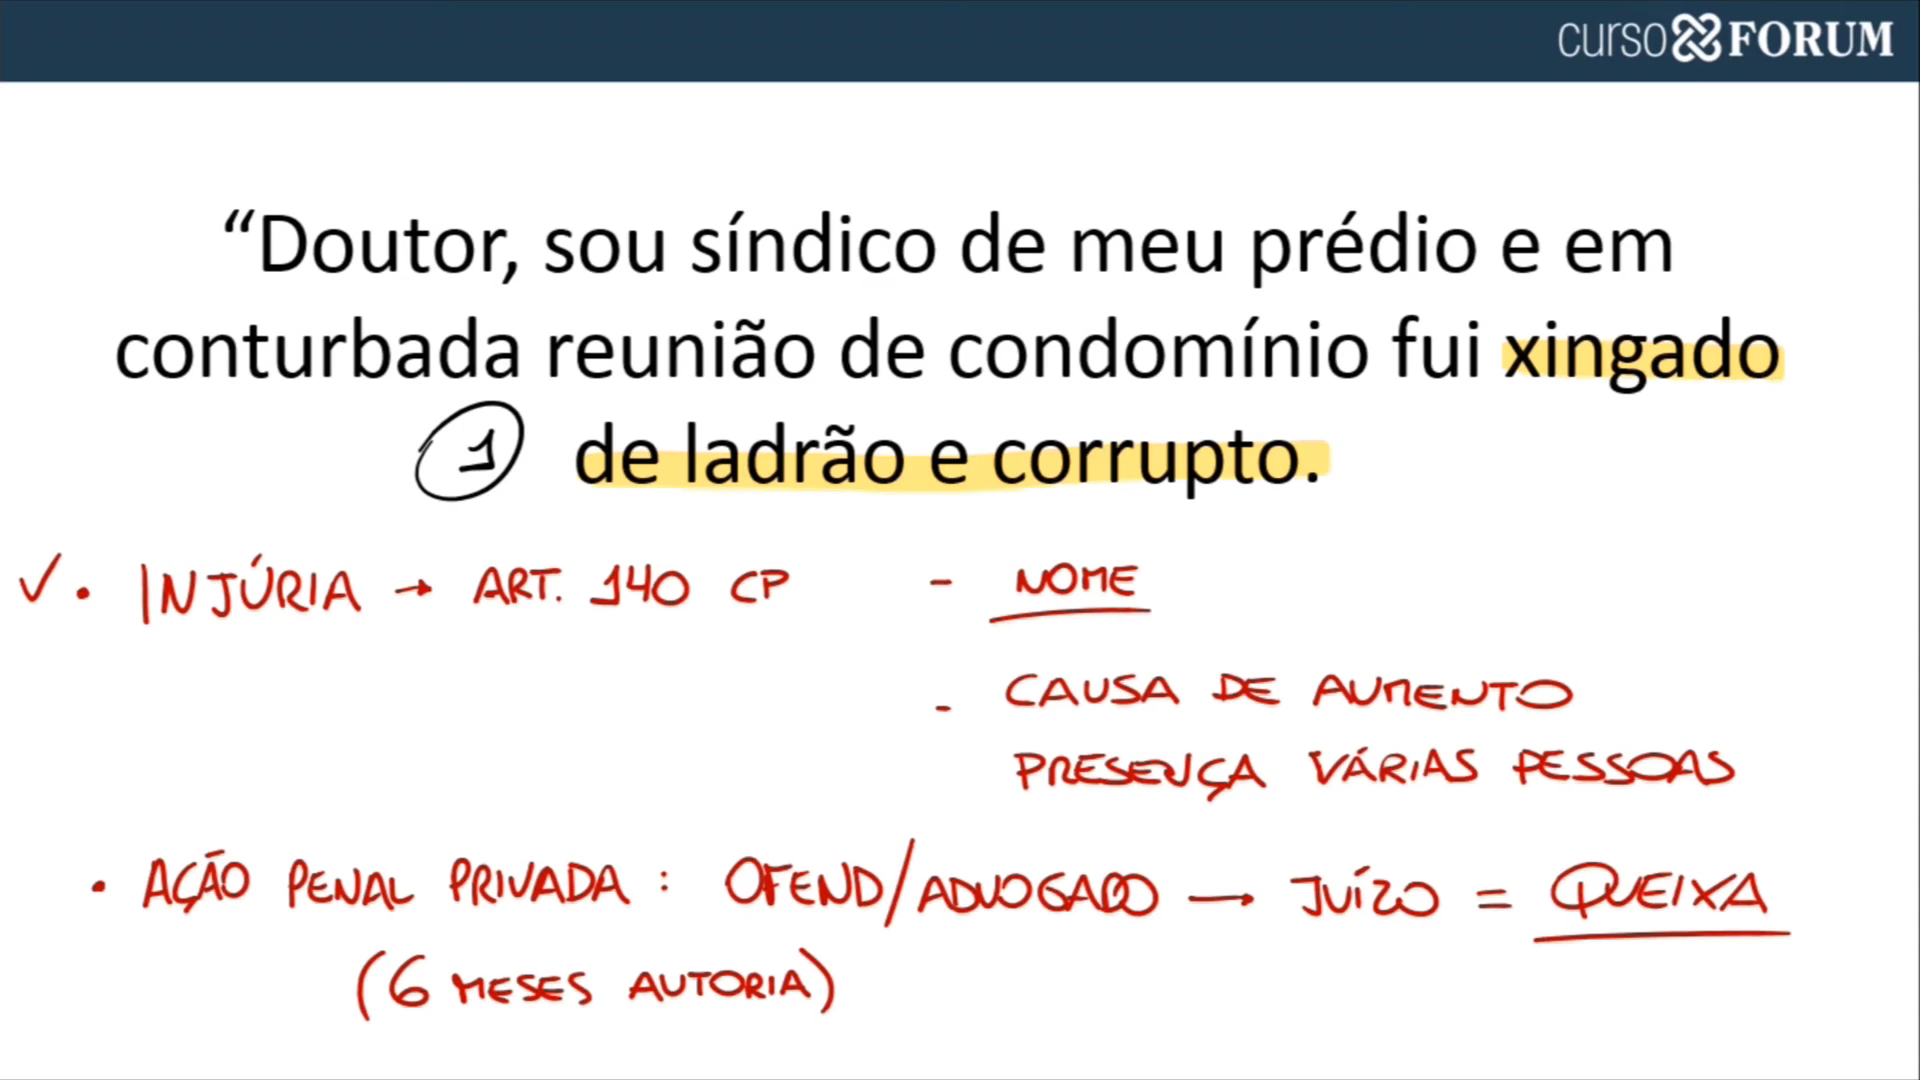 curso FORUM
“Doutor, sou síndico de meu prédio e em
conturbada reunião de condomínio fui xingado
1 de ladrão e corrupto.
✓ • INJÚRIA → ART. 140 CP - NOME
- CAUSA DE AUMENTO
PRESENÇA VÁRIAS PESSOAS
• AÇÃO PENAL PRIVADA : OFEND/ADVOGADO → JUÍZO = QUEIXA
(6 MESES AUTORIA)